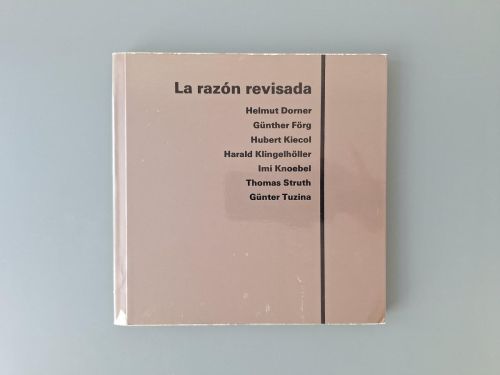 La razón revisada
Helmut Dorner
Günther Förg
Hubert Kiecol
Harald Klingelhöller
Imi Knoebel
Thomas Struth
Günter Tuzina